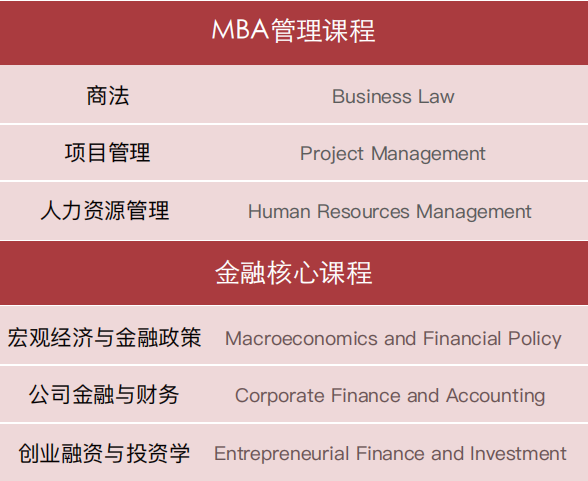 MBA管理课程
商法 Business Law
项目管理 Project Management
人力资源管理 Human Resources Management
金融核心课程
宏观经济与金融政策 Macroeconomics and Financial Policy
公司金融与财务 Corporate Finance and Accounting
创业融资与投资学 Entrepreneurial Finance and Investment